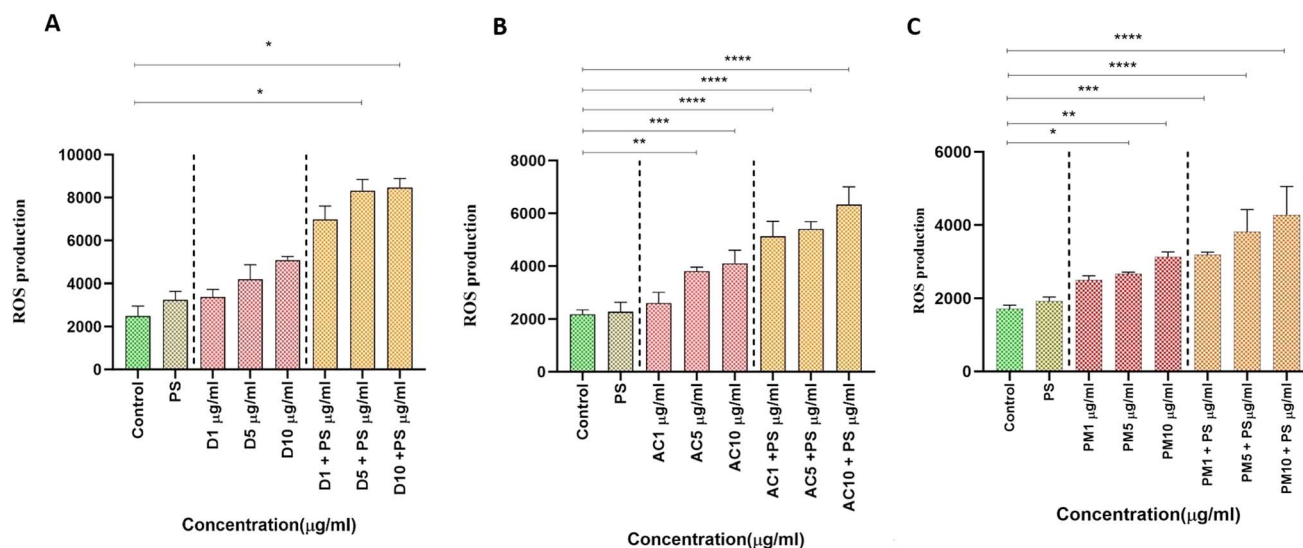 A
*
*
ROS production
10000
8000
6000
4000
2000
0
Control
PS
D1 μg/ml
D5 μg/ml
D10 μg/ml
D1 + PS μg/ml
D5 + PS μg/ml
D10 +PS μg/ml
Concentration(μg/ml)
B
****
****
****
***
**
ROS production
8000
6000
4000
2000
0
Control
PS
AC1 μg/ml
AC5 μg/ml
AC10 μg/ml
AC1 +PS μg/ml
AC5 +PS μg/ml
AC10 + PS μg/ml
Concentration(μg/ml)
C
****
****
***
**
*
ROS production
6000
4000
2000
0
Control
PS
PM1 μg/ml
PM5 μg/ml
PM10 μg/ml
PM1 + PS μg/ml
PM5 + PSμg/ml
PM10 + PS μg/ml
Concentration(μg/ml)